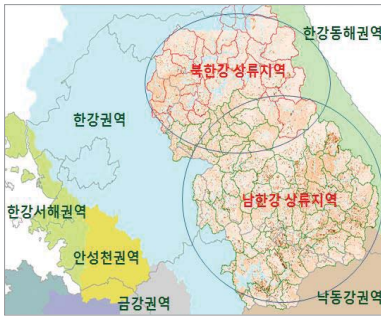 한강동해권역
북한강 상류지역
한강권역
남한강 상류지역
한강서해권역
안성천권역
금강권역
낙동강권역